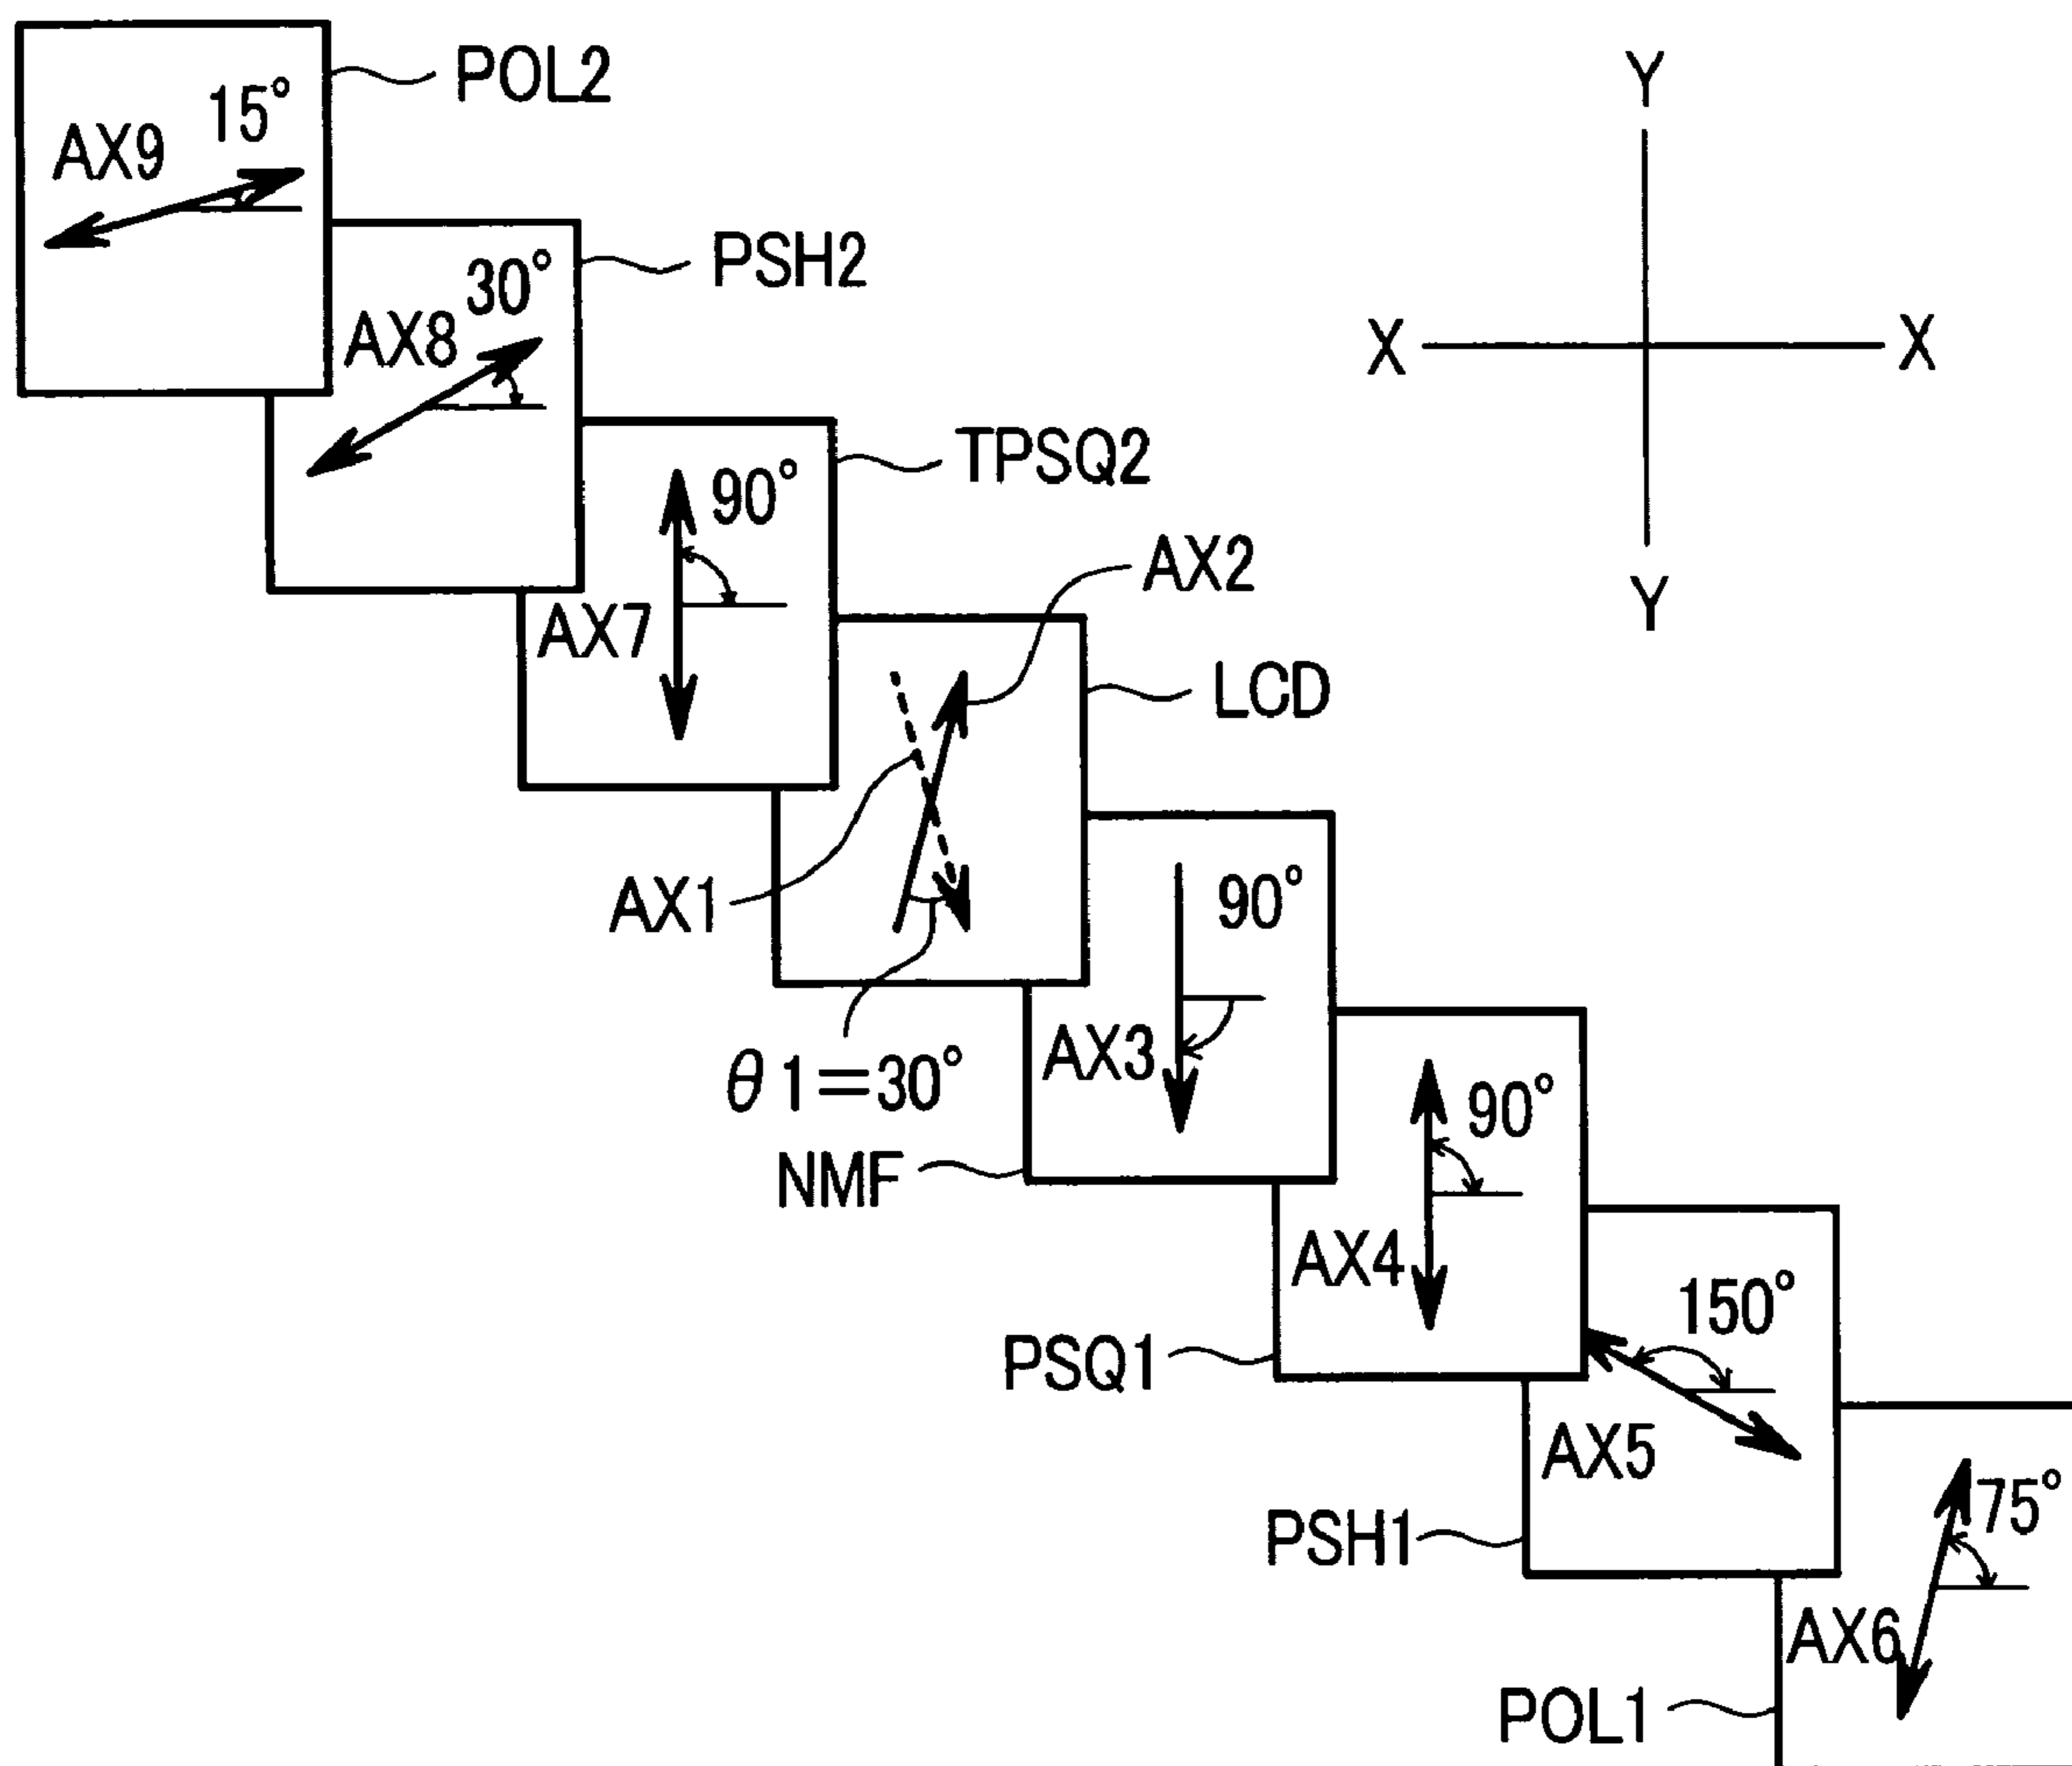 POL2
15°
AX9
Y
PSH2
30°
AX8
X
X
TPSQ2
90°
AX2
Y
AX7
LCD
AX1
90°
AX3
θ1=30°
90°
NMF
AX4
150°
PSQ1
AX5
75°
PSH1
AX6
POL1